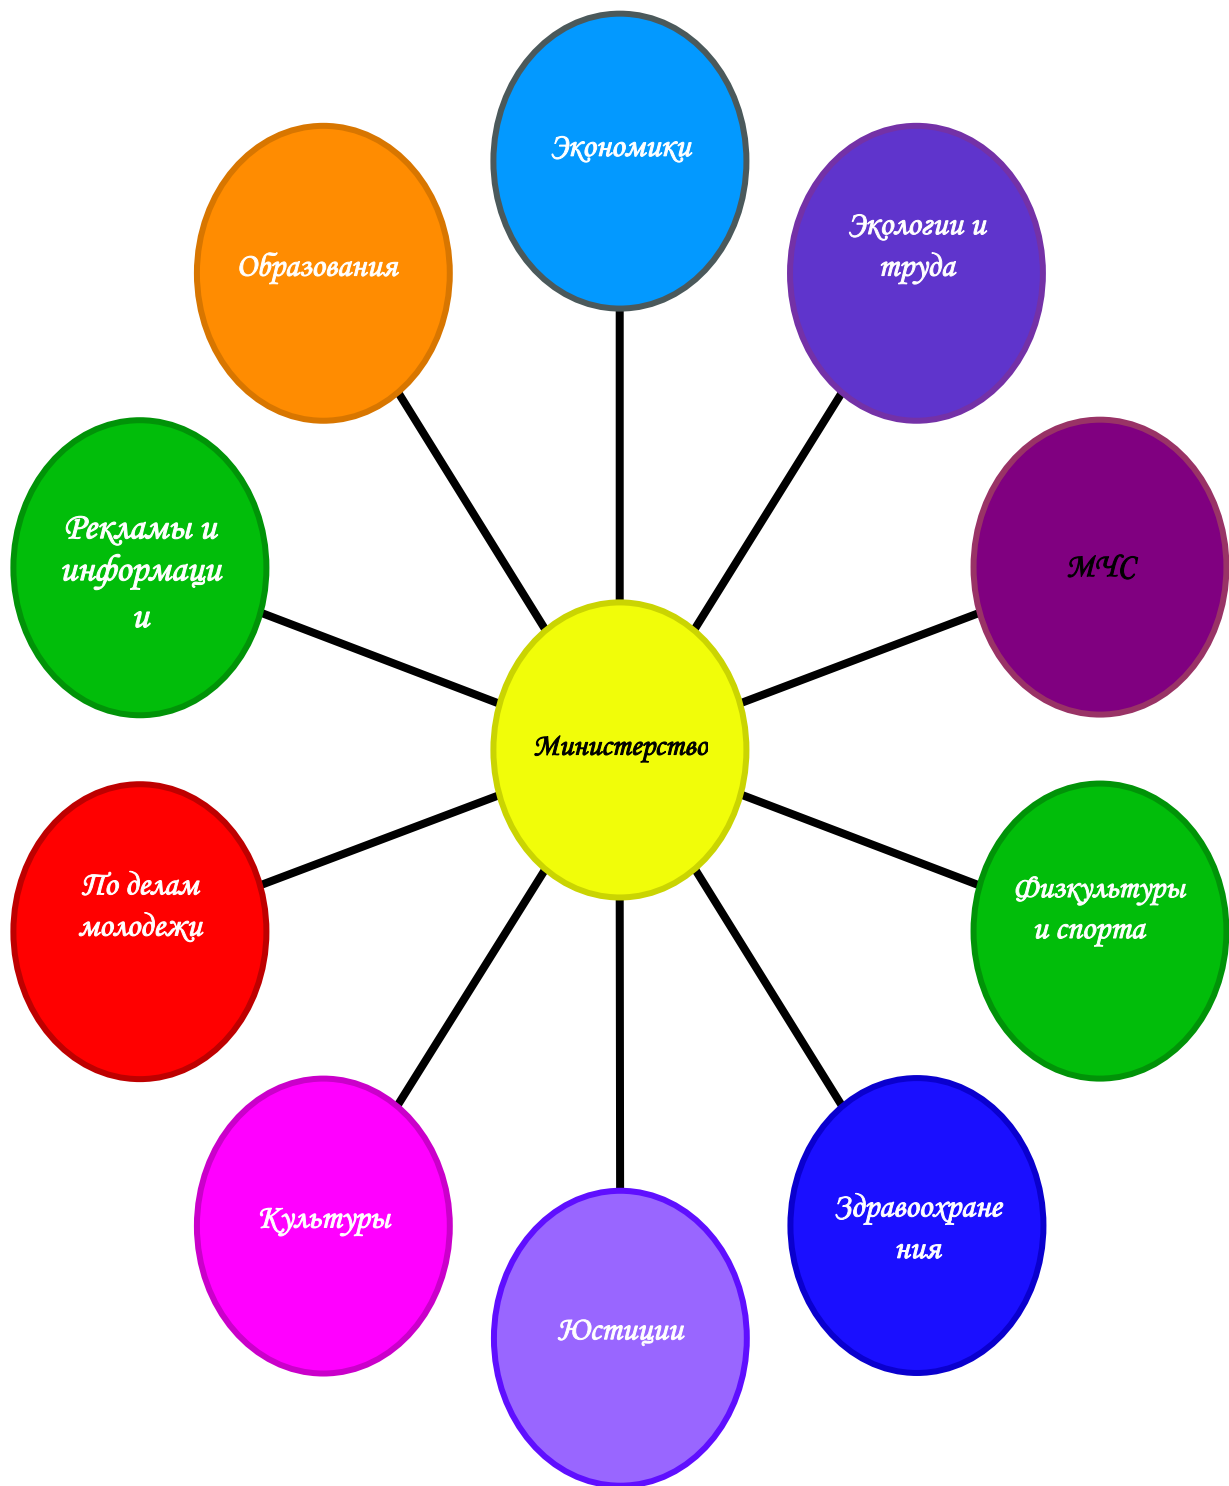 Экономики
Экологии и
труда
Образования
Рекламы и
информаци
и
МЧС
Министерство
По делам
молодежи
Физкультуры
и спорта
Культуры
Здравоохране
ния
Юстиции